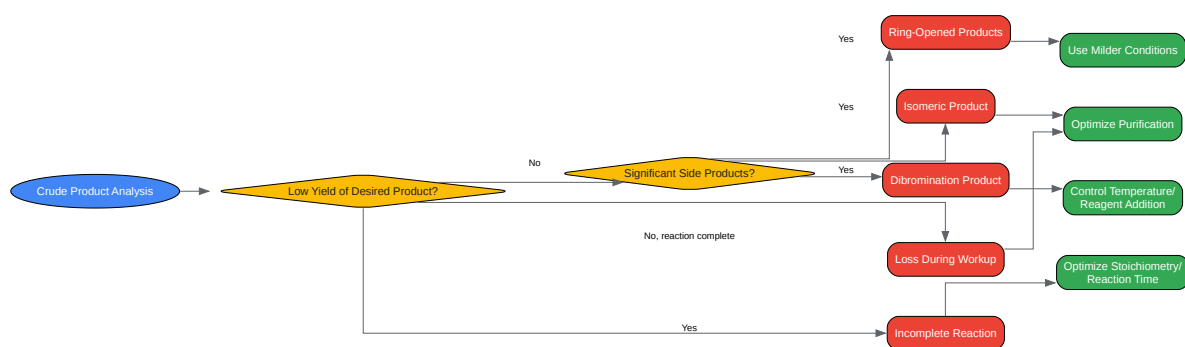 Yes
Ring-Opened Products
Use Milder Conditions
Yes
Isomeric Product
Optimize Purification
No
Significant Side Products?
Yes
Dibromination Product
Crude Product Analysis
Low Yield of Desired Product?
Control Temperature/
Reagent Addition
No, reaction complete
Loss During Workup
Optimize Stoichiometry/
Reaction Time
Yes
Incomplete Reaction